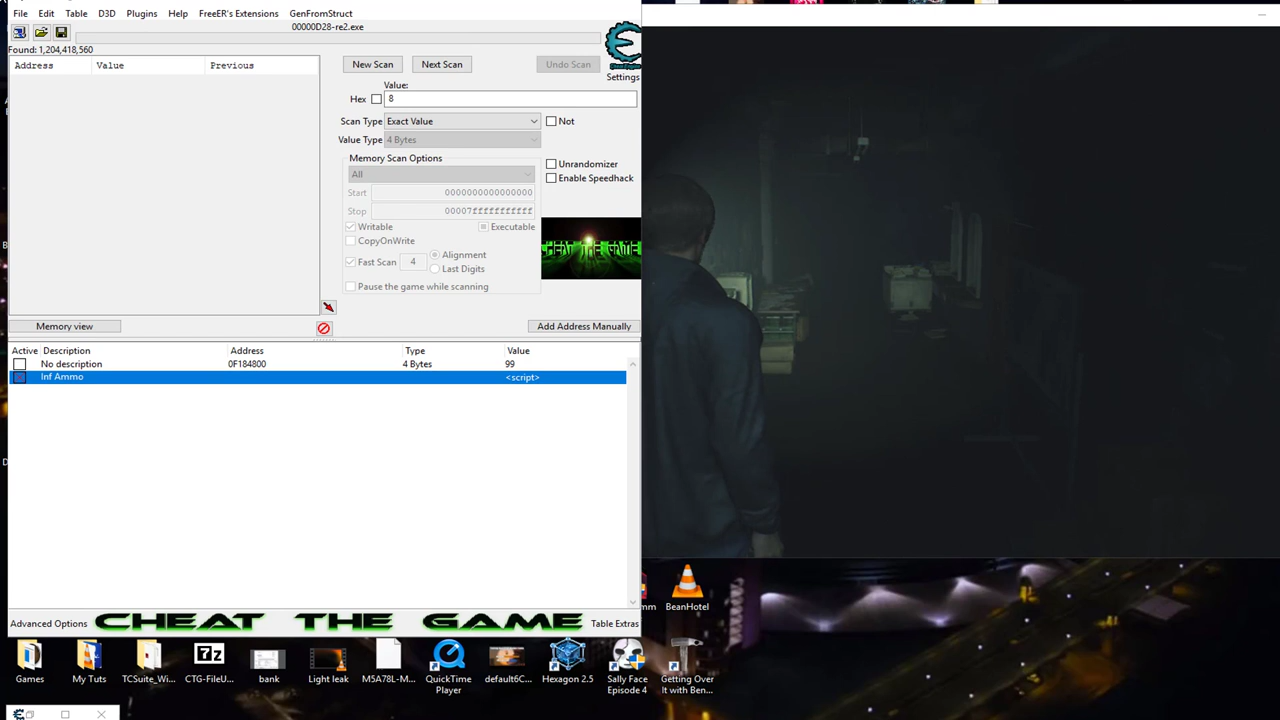 File Edit Table D3D Plugins Help FreeER's Extensions GenFromStruct
00000D28-re2.exe
Found: 1,204,418,560
Address Value Previous
New Scan Next Scan Undo Scan
Settings
Value:
Hex 8
Scan Type Exact Value Not
Value Type 4 Bytes
Memory Scan Options
All
Unrandomizer
Enable Speedhack
Start 0000000000000000
Stop 00007fffffffffff
Writable Executable
CopyOnWrite
Fast Scan 4 Alignment
Last Digits
Pause the game while scanning
CHEAT THE GAME
Memory view Add Address Manually
Active Description Address Type Value
No description 0F184800 4 Bytes 99
Inf Ammo <script>
Advanced Options CHEAT THE GAME Table Extras
mm BeanHotel
Games My Tuts TCSuite_Wi... CTG-FileU... bank Light leak M5A78L-M... QuickTime Player default6C... Hexagon 2.5 Sally Face Episode 4 Getting Over It with Ben...